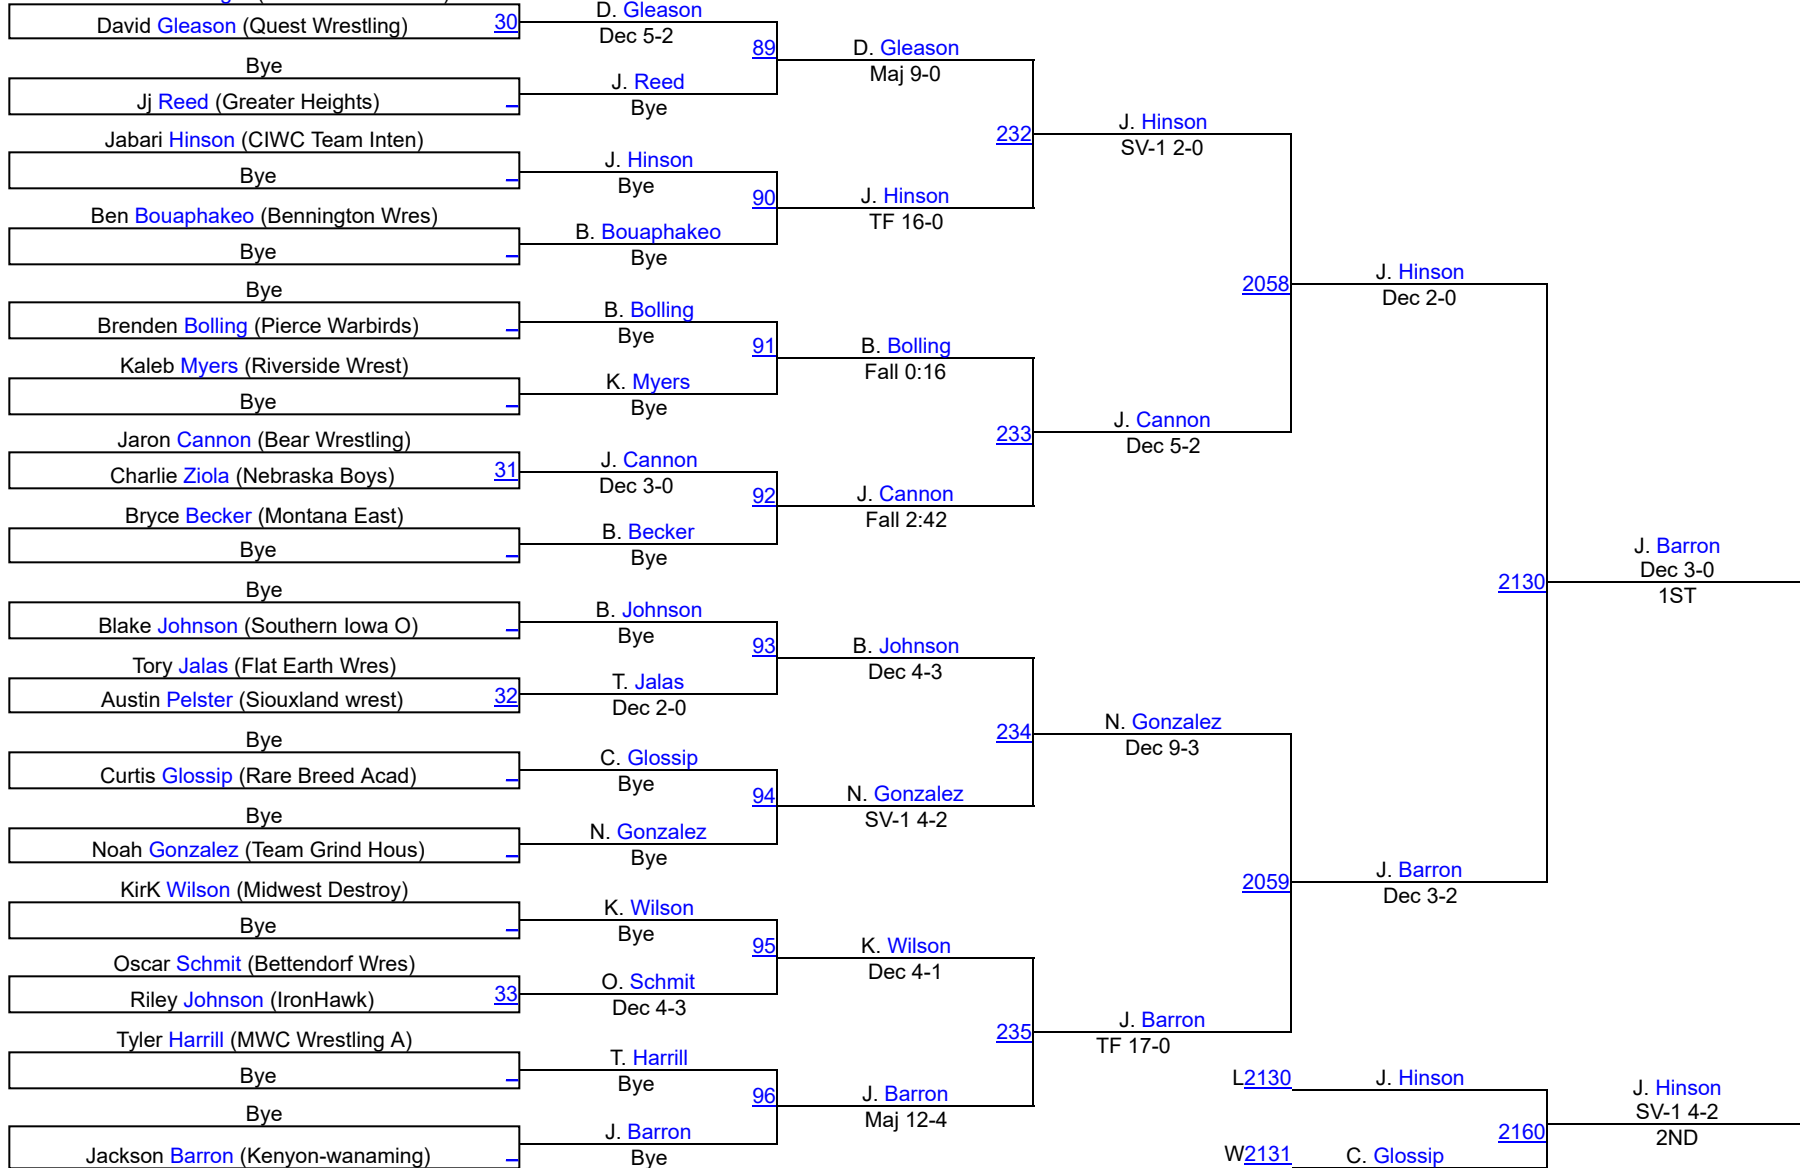 David Gleason (Quest Wrestling) 30
Bye
Jj Reed (Greater Heights)
Jabari Hinson (CIWC Team Inten)
Bye
Ben Bouaphakeo (Bennington Wres)
Bye
Bye
Brenden Bolling (Pierce Warbirds)
Kaleb Myers (Riverside Wrest)
Bye
Jaron Cannon (Bear Wrestling)
Charlie Ziola (Nebraska Boys) 31
Bryce Becker (Montana East)
Bye
Bye
Blake Johnson (Southern Iowa O)
Tory Jalas (Flat Earth Wres)
Austin Pelster (Siouxland wrest) 32
Bye
Curtis Glossip (Rare Breed Acad)
Bye
Noah Gonzalez (Team Grind Hous)
KirK Wilson (Midwest Destroy)
Bye
Oscar Schmit (Bettendorf Wres)
Riley Johnson (IronHawk) 33
Tyler Harrill (MWC Wrestling A)
Bye
Bye
Jackson Barron (Kenyon-wanaming)
D. Gleason
Dec 5-2
89
J. Reed
Bye
J. Hinson
Bye
90
B. Bouaphakeo
Bye
B. Bolling
Bye
91
K. Myers
Bye
J. Cannon
Dec 3-0
92
B. Becker
Bye
B. Johnson
Bye
93
T. Jalas
Dec 2-0
C. Glossip
Bye
94
N. Gonzalez
Bye
K. Wilson
Bye
95
O. Schmit
Dec 4-3
T. Harrill
Bye
96
J. Barron
Bye
D. Gleason
Maj 9-0
232
J. Hinson
TF 16-0
B. Bolling
Fall 0:16
233
J. Cannon
Fall 2:42
B. Johnson
Dec 4-3
234
N. Gonzalez
SV-1 4-2
K. Wilson
Dec 4-1
235
J. Barron
Maj 12-4
J. Hinson
SV-1 2-0
2058
J. Cannon
Dec 5-2
N. Gonzalez
Dec 9-3
2059
J. Barron
TF 17-0
J. Hinson
Dec 2-0
2130
J. Barron
Dec 3-2
J. Barron
Dec 3-0
1ST
L2130 J. Hinson
2160
W2131 C. Glossip
J. Hinson
SV-1 4-2
2ND